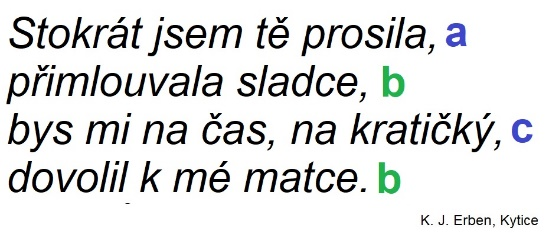 Stokrát jsem tě prosila, a
přimlouvala sladce, b
bys mi na čas, na kratičký, c
dovolil k mé matce. b
K. J. Erben, Kytice